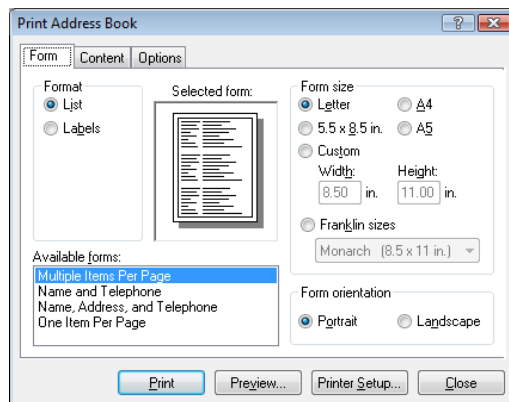 Print Address Book
Form Content Options
Format
List
Labels
Selected form:
Form size
Letter A4
5.5 x 8.5 in. A5
Custom
Width: Height:
8.50 in. 11.00 in.
Franklin sizes
Monarch (8.5 x 11 in.)
Available forms:
Multiple Items Per Page
Name and Telephone
Name, Address, and Telephone
One Item Per Page
Form orientation
Portrait Landscape
Print Preview... Printer Setup... Close